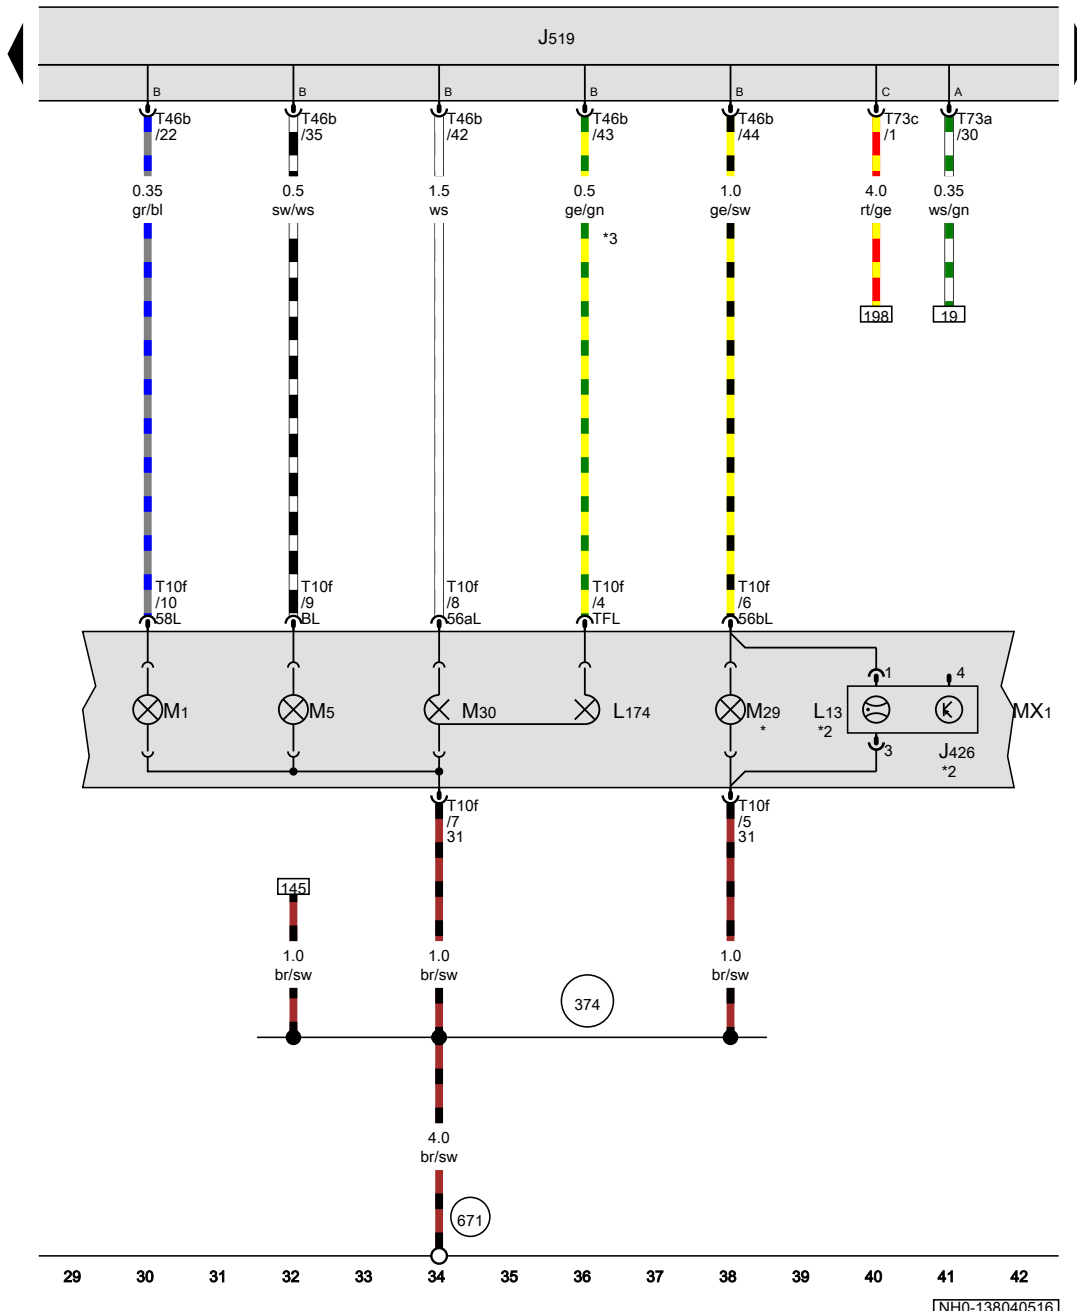 J519
B B B B B C A
T46b T46b T46b T46b T46b T73c T73a
/22 /35 /42 /43 /44 /1 /30
0.35 0.5 1.5 0.5 1.0 4.0 0.35
gr/bl sw/ws ws ge/gn ge/sw rt/ge ws/gn
*3
198 19
T10f T10f T10f T10f T10f
/10 /9 /8 /4 /6
58L BL 56aL TFL 56bL
1 4
M1 M5 M30 L174 M29 L13 MX1
* *2
3 J426
*2
T10f T10f
/7 /5
31 31
145
1.0 1.0 1.0
br/sw br/sw br/sw
374
4.0
br/sw
671
29 30 31 32 33 34 35 36 37 38 39 40 41 42
NH0-138040516